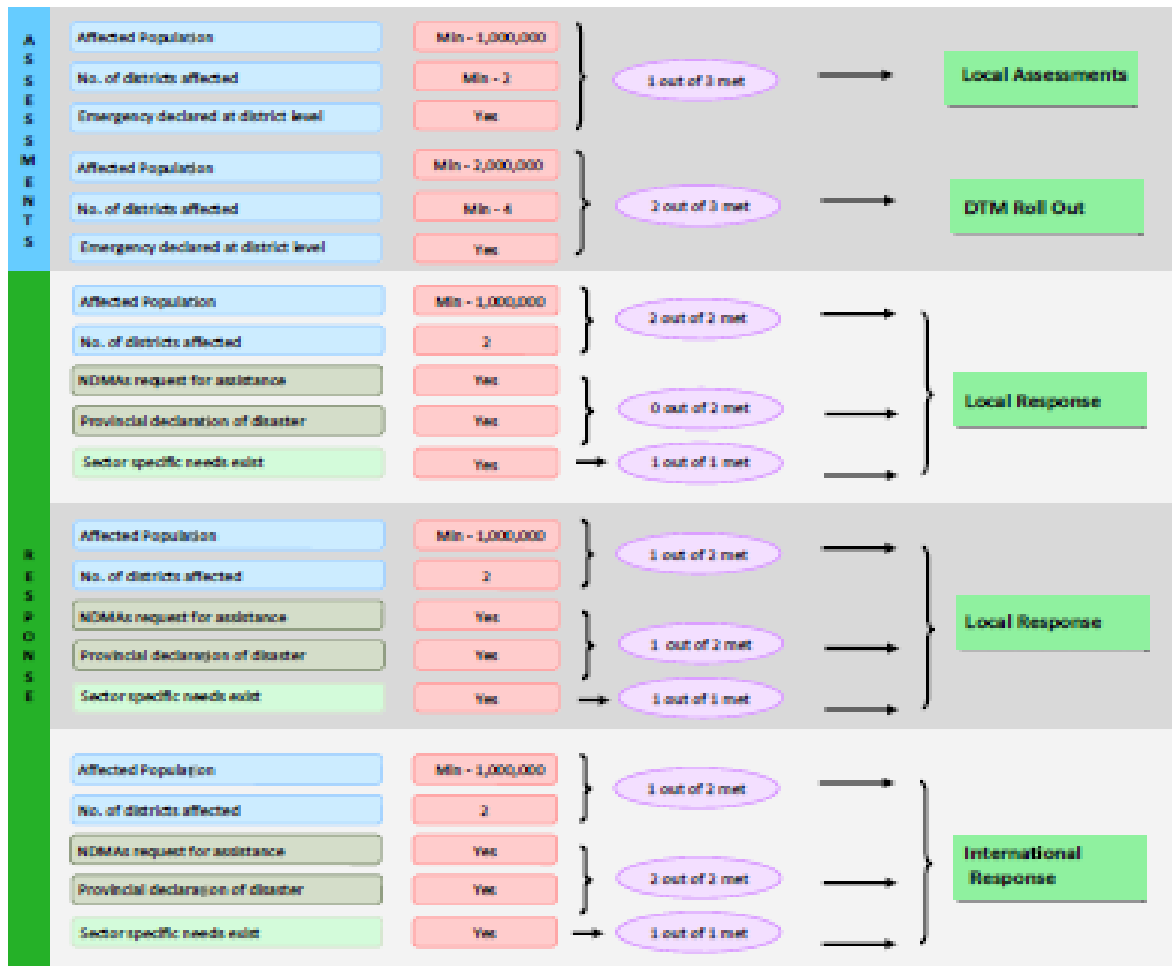 ASSESSMENTS
Affected Population
Min - 1,000,000
No. of districts affected
Min - 2
1 out of 3 met
Local Assessments
Emergency declared at district level
Yes
Affected Population
Min - 2,000,000
No. of districts affected
Min - 4
2 out of 3 met
DTM Roll Out
Emergency declared at district level
Yes
RESPONSE
Affected Population
Min - 1,000,000
2 out of 2 met
No. of districts affected
2
NDMAs request for assistance
Yes
0 out of 2 met
Local Response
Provincial declaration of disaster
Yes
Sector specific needs exist
Yes
1 out of 1 met
Affected Population
Min - 1,000,000
1 out of 2 met
No. of districts affected
2
NDMAs request for assistance
Yes
1 out of 2 met
Local Response
Provincial declaration of disaster
Yes
Sector specific needs exist
Yes
1 out of 1 met
Affected Population
Min - 1,000,000
1 out of 2 met
No. of districts affected
2
NDMAs request for assistance
Yes
2 out of 2 met
International
Response
Provincial declaration of disaster
Yes
Sector specific needs exist
Yes
1 out of 1 met